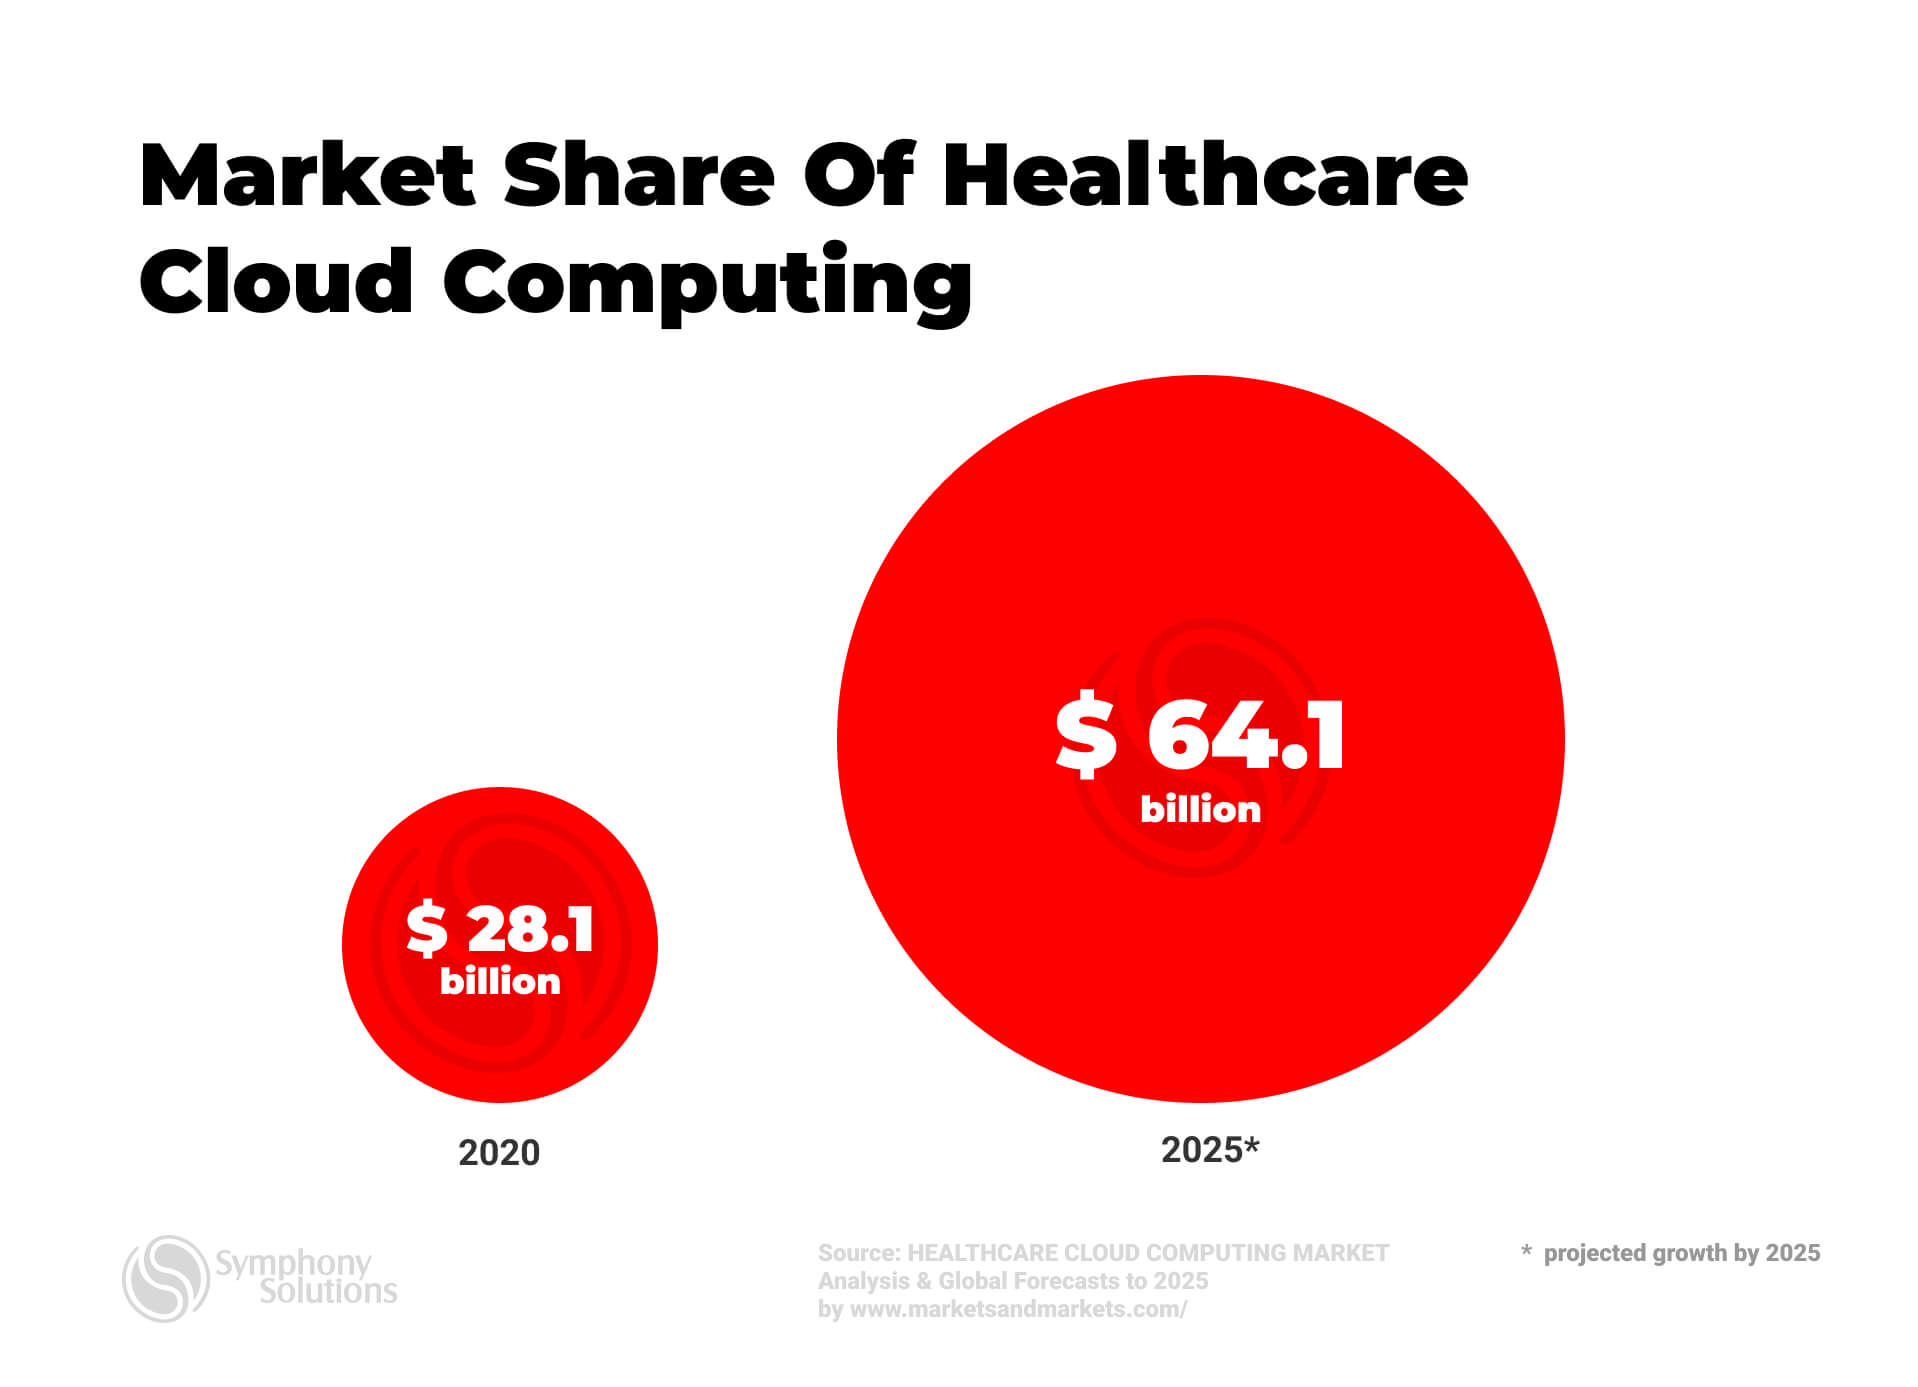 Market Share Of Healthcare
Cloud Computing
$ 28.1
billion
2020
$ 64.1
billion
2025*
Symphony
Solutions
Source: HEALTHCARE CLOUD COMPUTING MARKET
Analysis & Global Forecasts to 2025
by www.marketsandmarkets.com/
* projected growth by 2025